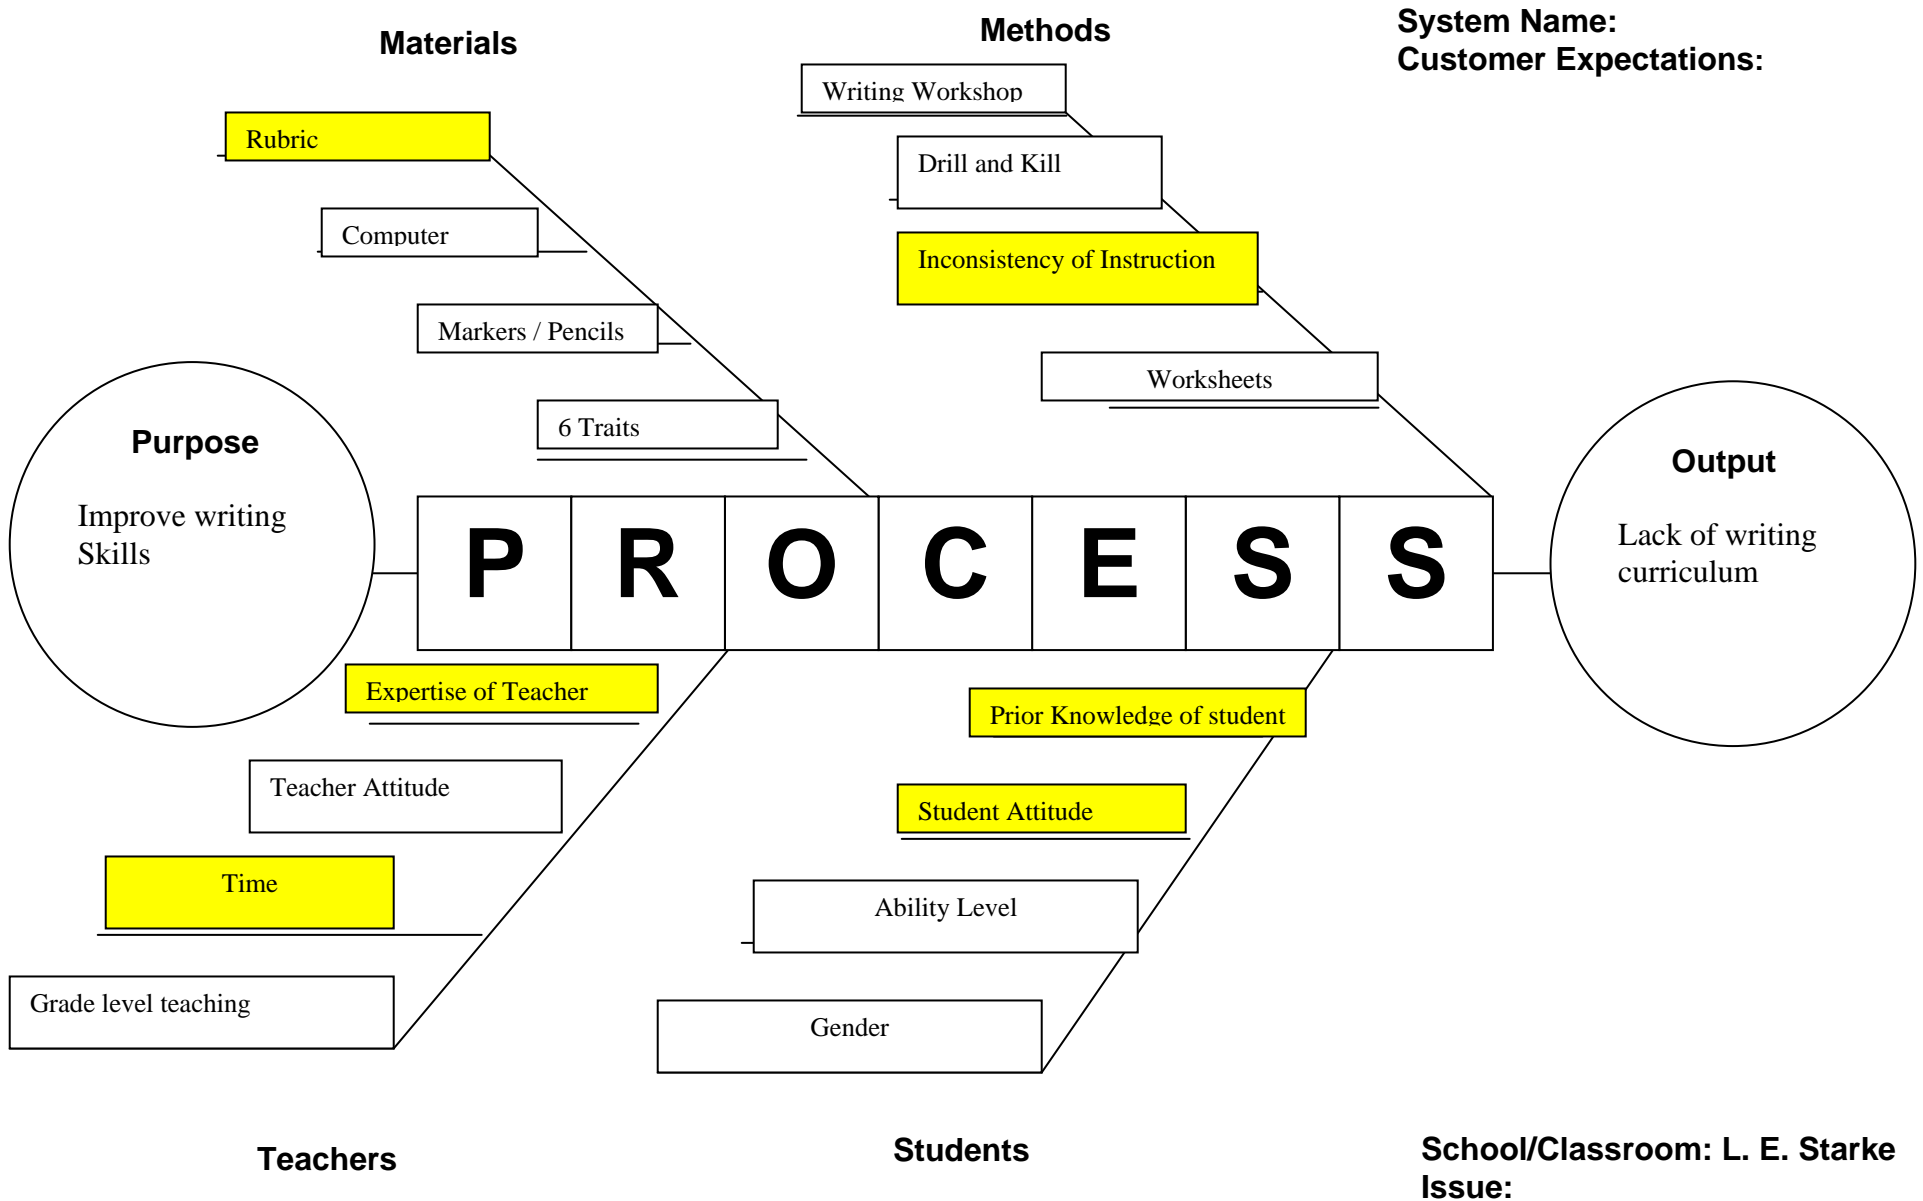 Materials
Methods
System Name:
Customer Expectations:
Rubric
Computer
Markers / Pencils
6 Traits
Writing Workshop
Drill and Kill
Inconsistency of Instruction
Worksheets
Purpose
Improve writing
Skills
P R O C E S S
Output
Lack of writing
curriculum
Expertise of Teacher
Teacher Attitude
Time
Grade level teaching
Prior Knowledge of student
Student Attitude
Ability Level
Gender
Teachers
Students
School/Classroom: L. E. Starke
Issue: